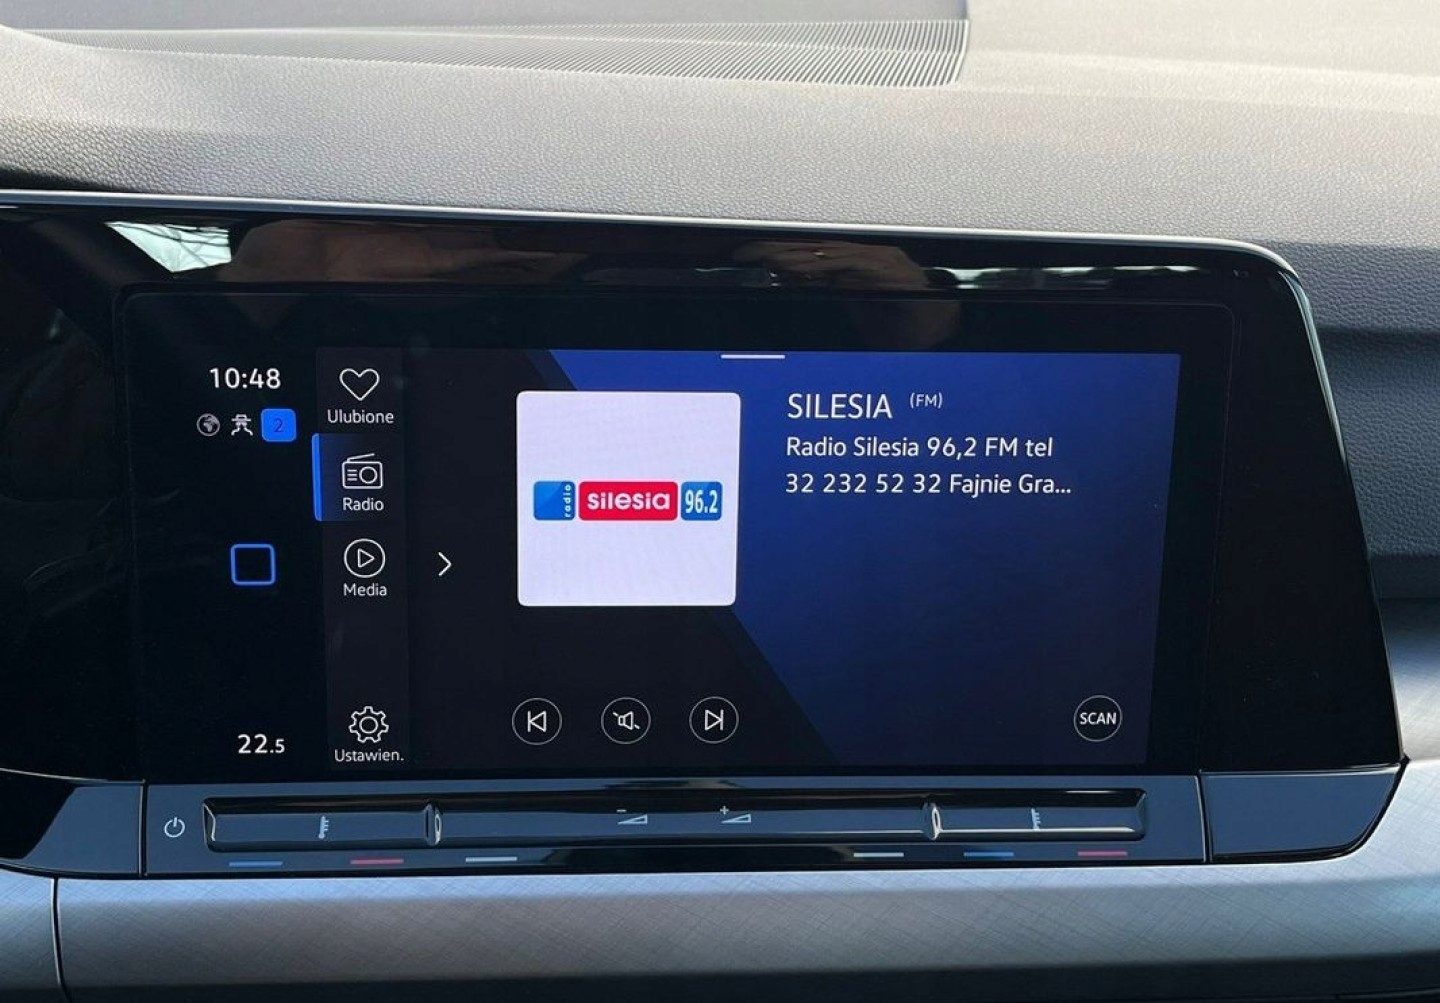 10:48
2
22.5
Ulubione
Radio
Media
Ustawien.
radio silesia 96.2
SILESIA (FM)
Radio Silesia 96,2 FM tel
32 232 52 32 Fajnie Gra...
SCAN